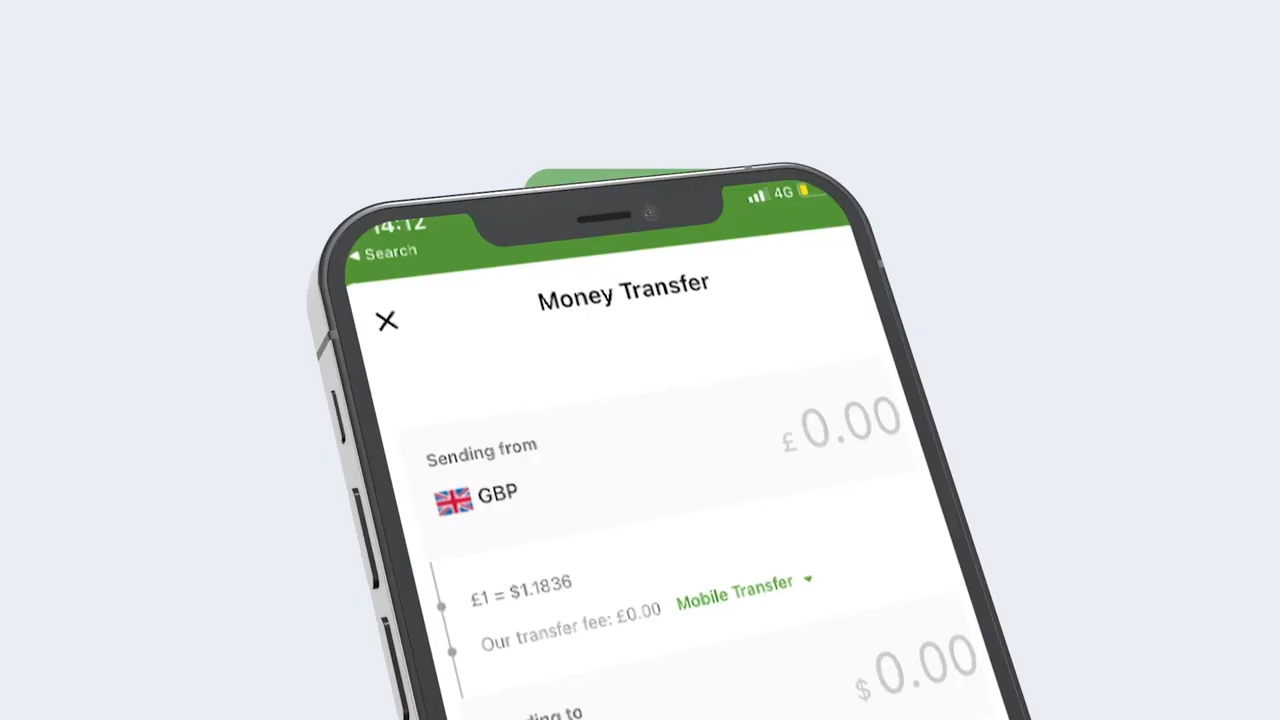 14:12
4G
◀ Search
Money Transfer
Sending from
£ 0.00
GBP
£1 = $1.1836
Our transfer fee: £0.00 Mobile Transfer
$ 0.00
to